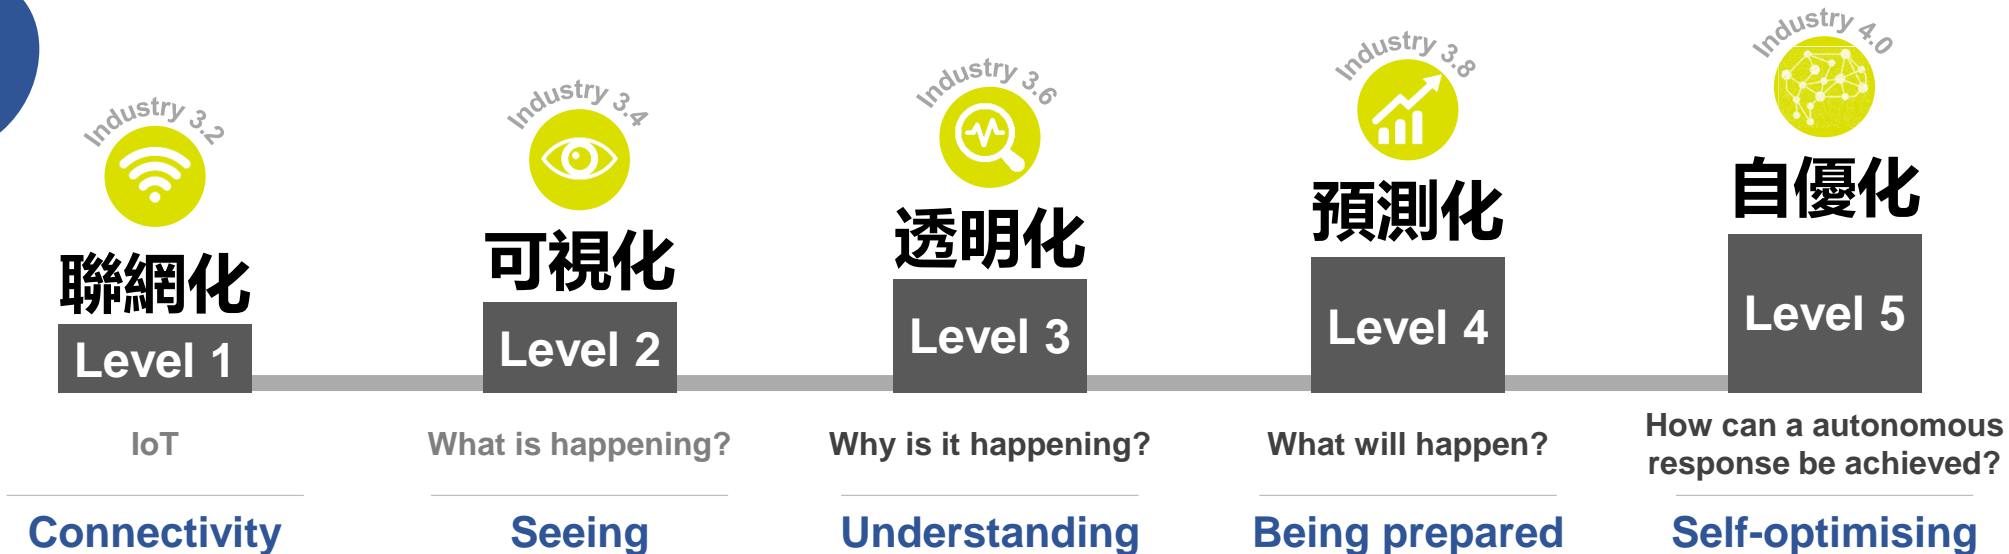 Industry 3.2
聯網化
Level 1
IoT
Connectivity
Industry 3.4
可視化
Level 2
What is happening?
Seeing
Industry 3.6
透明化
Level 3
Why is it happening?
Understanding
Industry 3.8
預測化
Level 4
What will happen?
Being prepared
Industry 4.0
自優化
Level 5
How can a autonomous
response be achieved?
Self-optimising